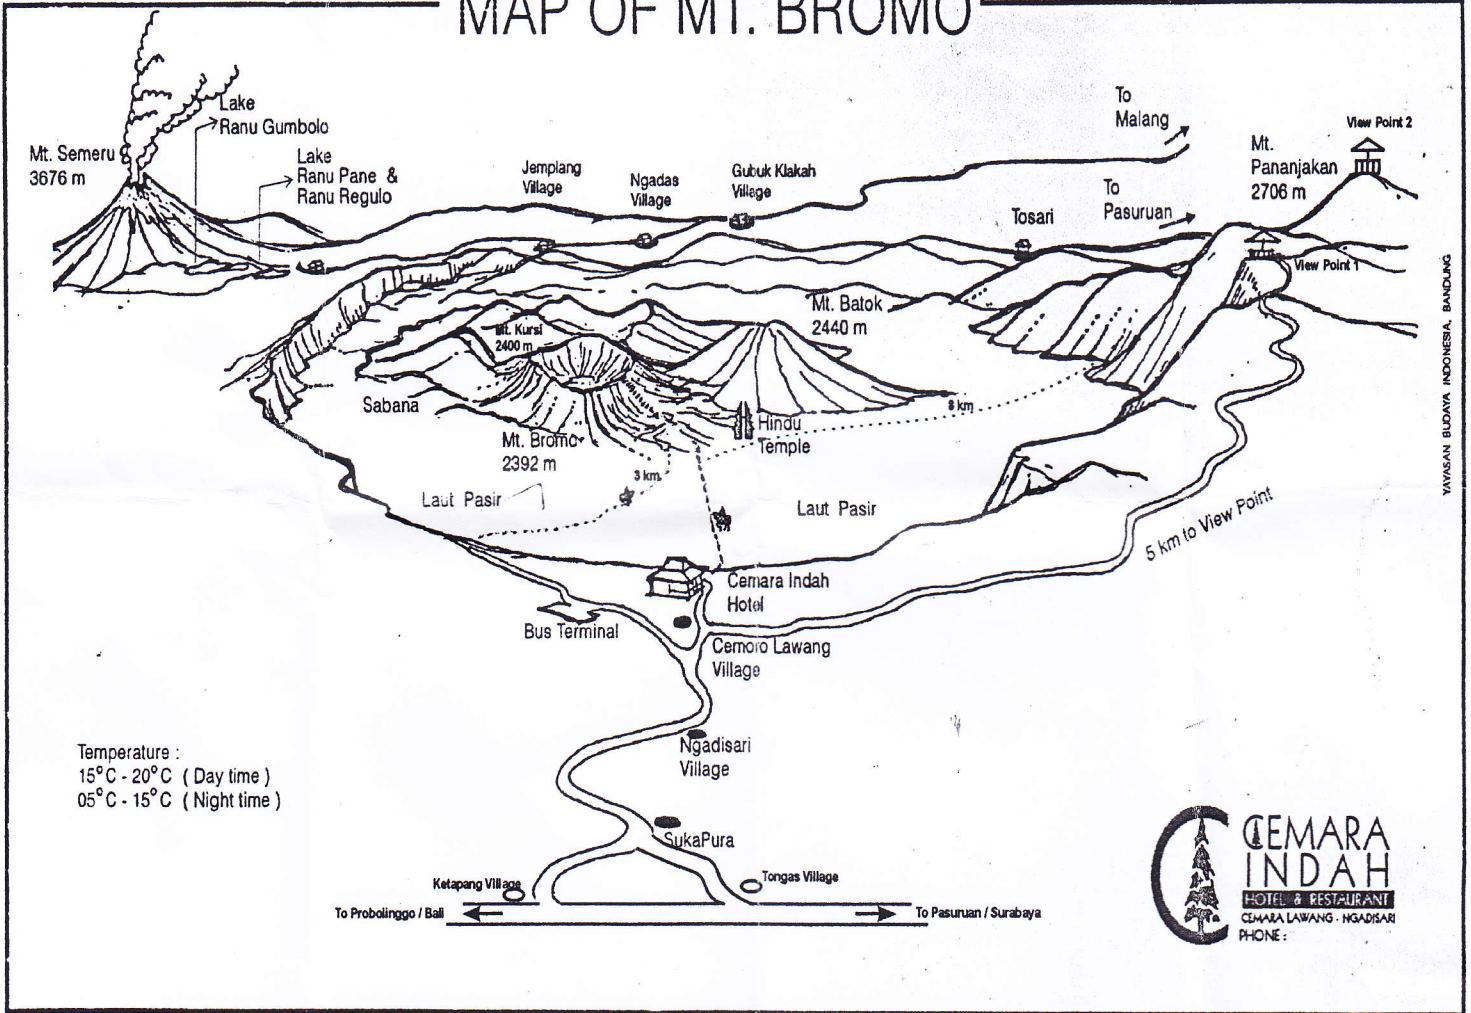 MAP OF MT. BROMO
Mt. Semeru
3676 m
Lake
Ranu Gumbolo
Lake
Ranu Pane &
Ranu Regulo
Jemplang
Village
Ngadas
Village
Gubuk Klakah
Village
To
Malang
To
Pasuruan
Tosari
Mt.
Pananjakan
2706 m
View Point 2
View Point 1
Mt. Batok
2440 m
Mt. Kursi
2400 m
Sabana
Mt. Bromo
2392 m
Hindu
Temple
8 km
3 km
Laut Pasir
Laut Pasir
5 km to View Point
Cemara Indah
Hotel
Bus Terminal
Cemoro Lawang
Village
Ngadisari
Village
Temperature :
15°C - 20°C ( Day time )
05°C - 15°C ( Night time )
SukaPura
Ketapang Village
Tongas Village
To Probolinggo / Bali
To Pasuruan / Surabaya
CEMARA
INDAH
HOTEL & RESTAURANT
CEMARA LAWANG - NGADISARI
PHONE :
YAYASAN BUDAYA INDONESIA, BANDUNG